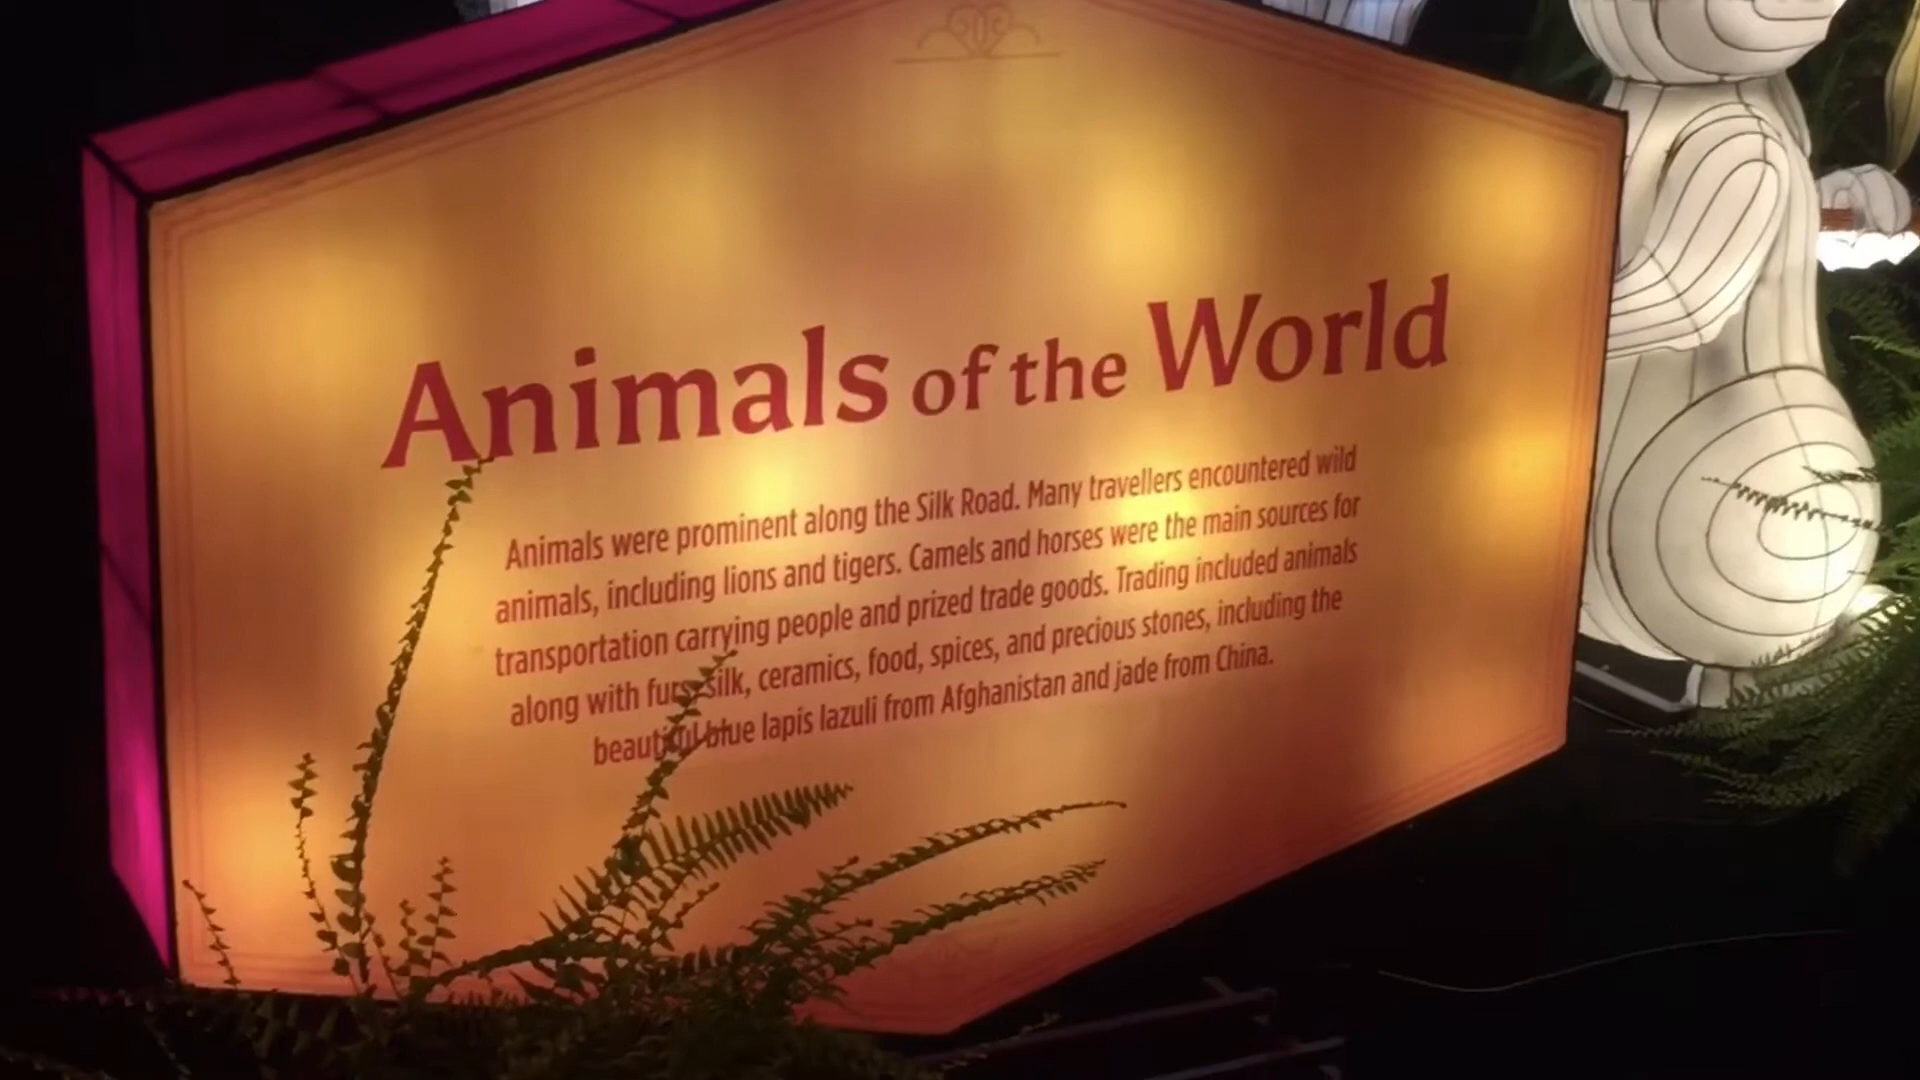 Animals of the World
Animals were prominent along the Silk Road. Many travellers encountered wild
animals, including lions and tigers. Camels and horses were the main sources for
transportation carrying people and prized trade goods. Trading included animals
along with furs, silk, ceramics, food, spices, and precious stones, including the
beautiful blue lapis lazuli from Afghanistan and jade from China.